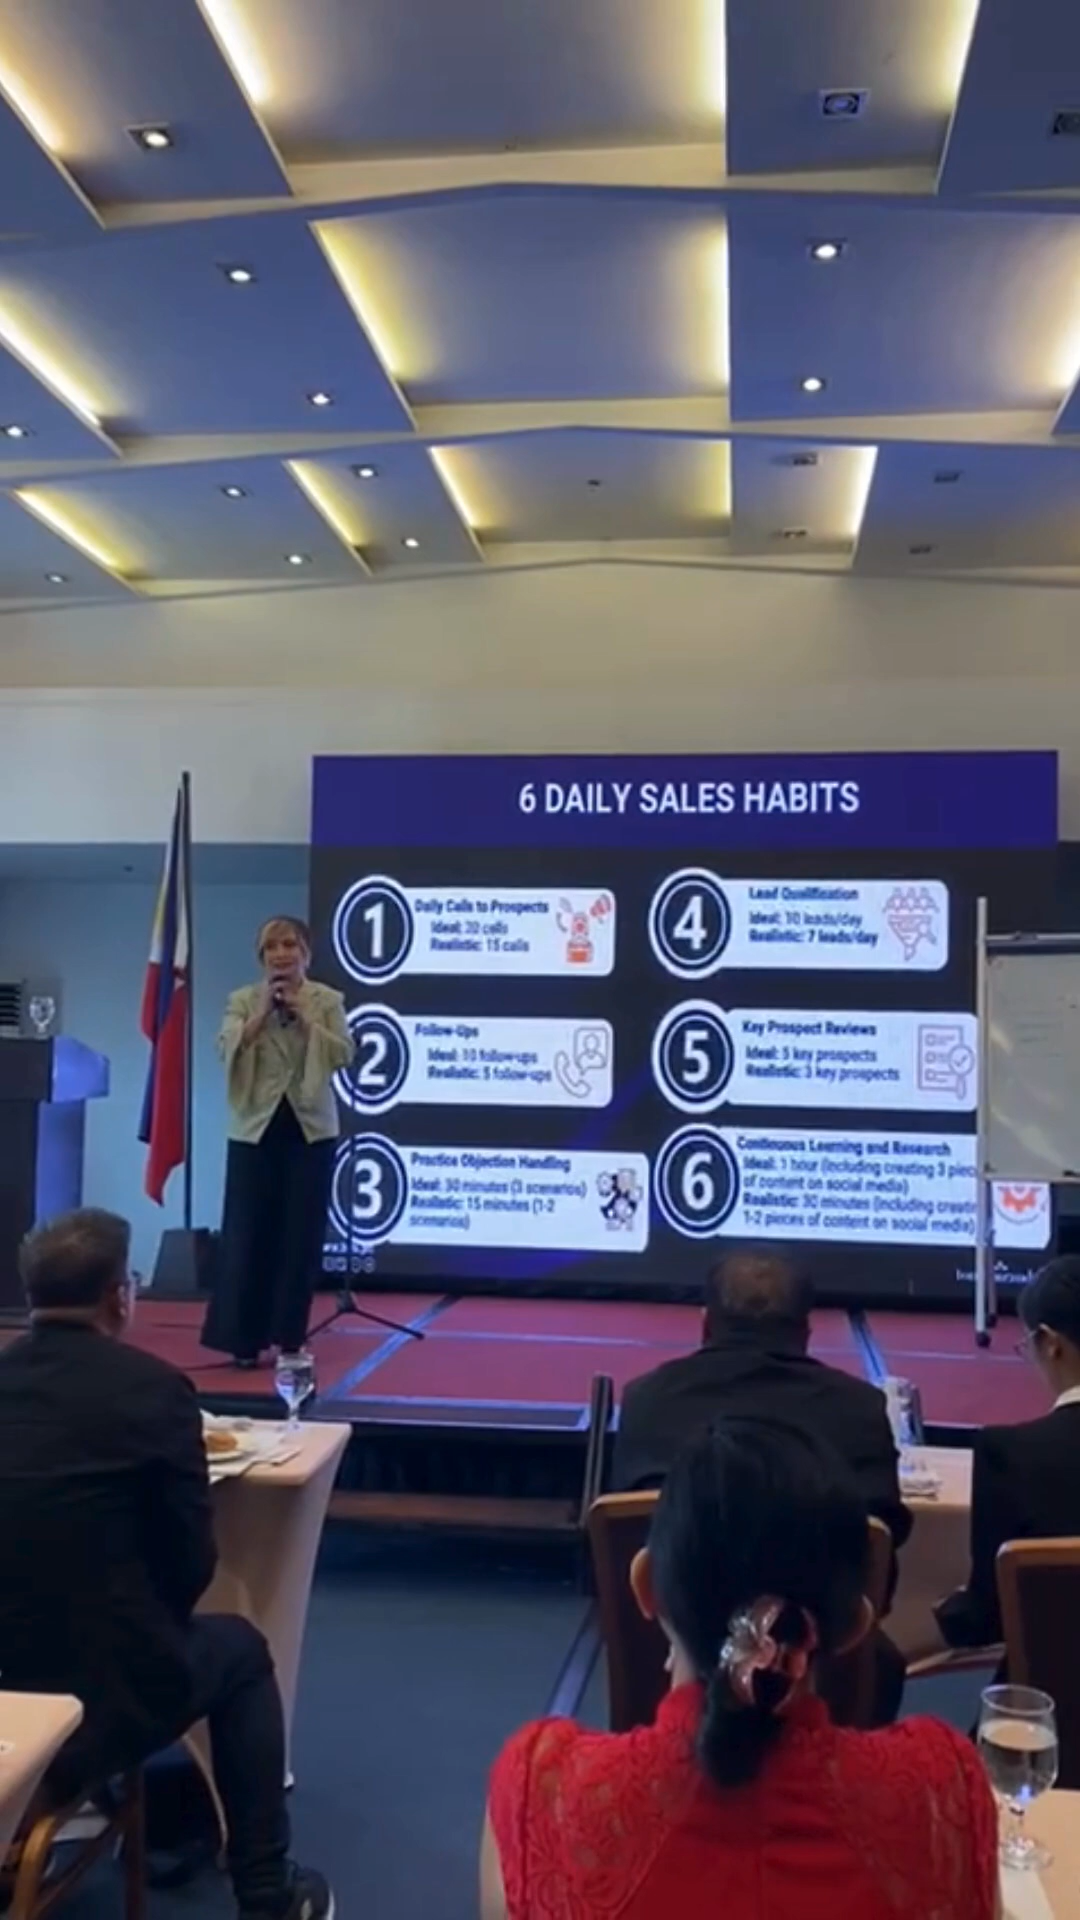 6 DAILY SALES HABITS
1
Daily Calls to Prospects
Ideal: 20 calls
Realistic: 15 calls
2
Follow-Ups
Ideal: 10 follow-ups
Realistic: 5 follow-ups
3
Practice Objection Handling
Ideal: 30 minutes (3 scenarios)
Realistic: 15 minutes (1-2
scenarios)
4
Lead Qualification
Ideal: 10 leads/day
Realistic: 7 leads/day
5
Key Prospect Reviews
Ideal: 5 key prospects
Realistic: 3 key prospects
6
Continuous Learning and Research
Ideal: 1 hour (including creating 3 piec
of content on social media)
Realistic: 30 minutes (including creatin
1-2 pieces of content on social media)